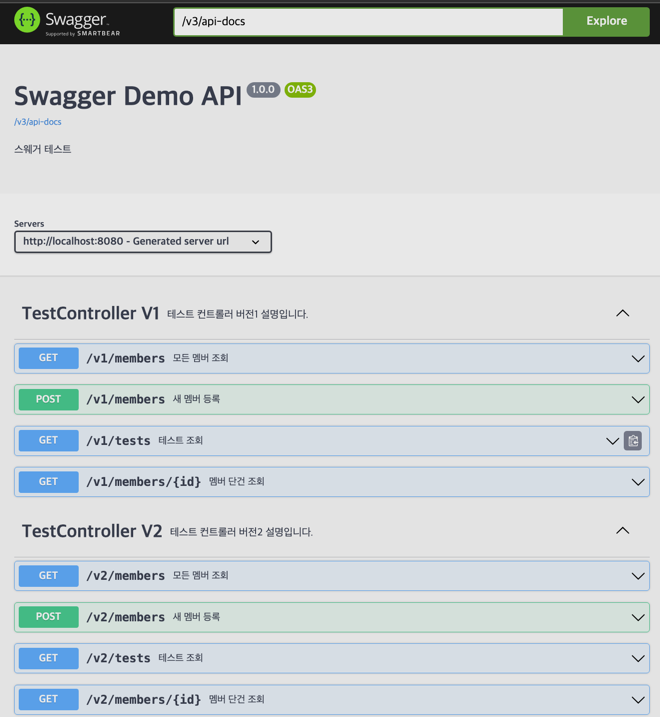 Swagger.
Supported by SMARTBEAR
/v3/api-docs
Explore
Swagger Demo API 1.0.0 OAS3
/v3/api-docs
스웨거 테스트
Servers
http://localhost:8080 - Generated server url
TestController V1 테스트 컨트롤러 버전1 설명입니다.
GET /v1/members 모든 멤버 조회
POST /v1/members 새 멤버 등록
GET /v1/tests 테스트 조회
GET /v1/members/{id} 멤버 단건 조회
TestController V2 테스트 컨트롤러 버전2 설명입니다.
GET /v2/members 모든 멤버 조회
POST /v2/members 새 멤버 등록
GET /v2/tests 테스트 조회
GET /v2/members/{id} 멤버 단건 조회